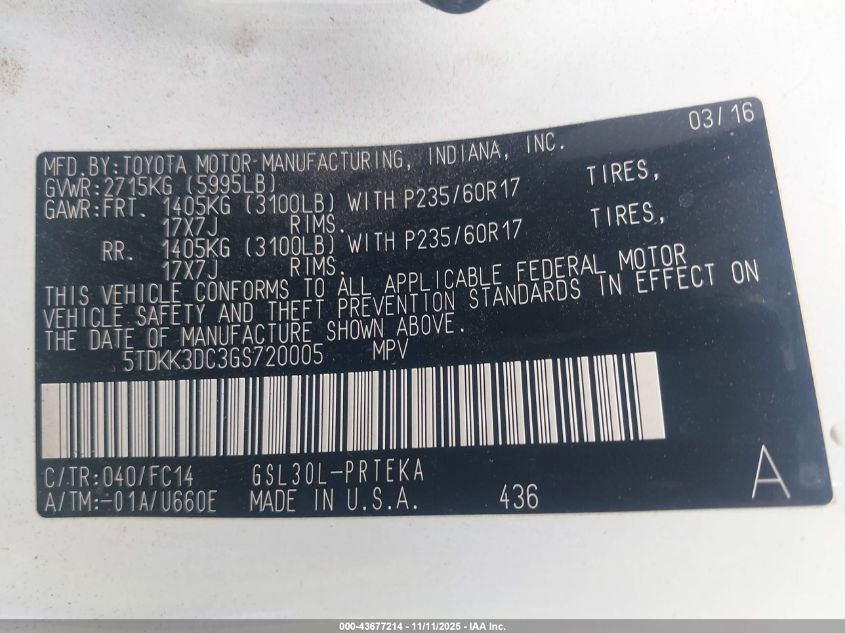 03/16
MFD.BY:TOYOTA MOTOR MANUFACTURING, INDIANA, INC.
GVWR:2715KG (5995LB)
GAWR:FRT. 1405KG (3100LB) WITH P235/60R17 TIRES,
17X7J RIMS.
RR. 1405KG (3100LB) WITH P235/60R17 TIRES,
17X7J RIMS.
THIS VEHICLE CONFORMS TO ALL APPLICABLE FEDERAL MOTOR
VEHICLE SAFETY AND THEFT PREVENTION STANDARDS IN EFFECT ON
THE DATE OF MANUFACTURE SHOWN ABOVE.
5TDKK3DC3GS720005 MPV
C/TR:040/FC14 GSL30L-PRTEKA
A/TM:-01A/U660E MADE IN U.S.A. 436 A
000-43677214 - 11/11/2025 - IAA Inc.